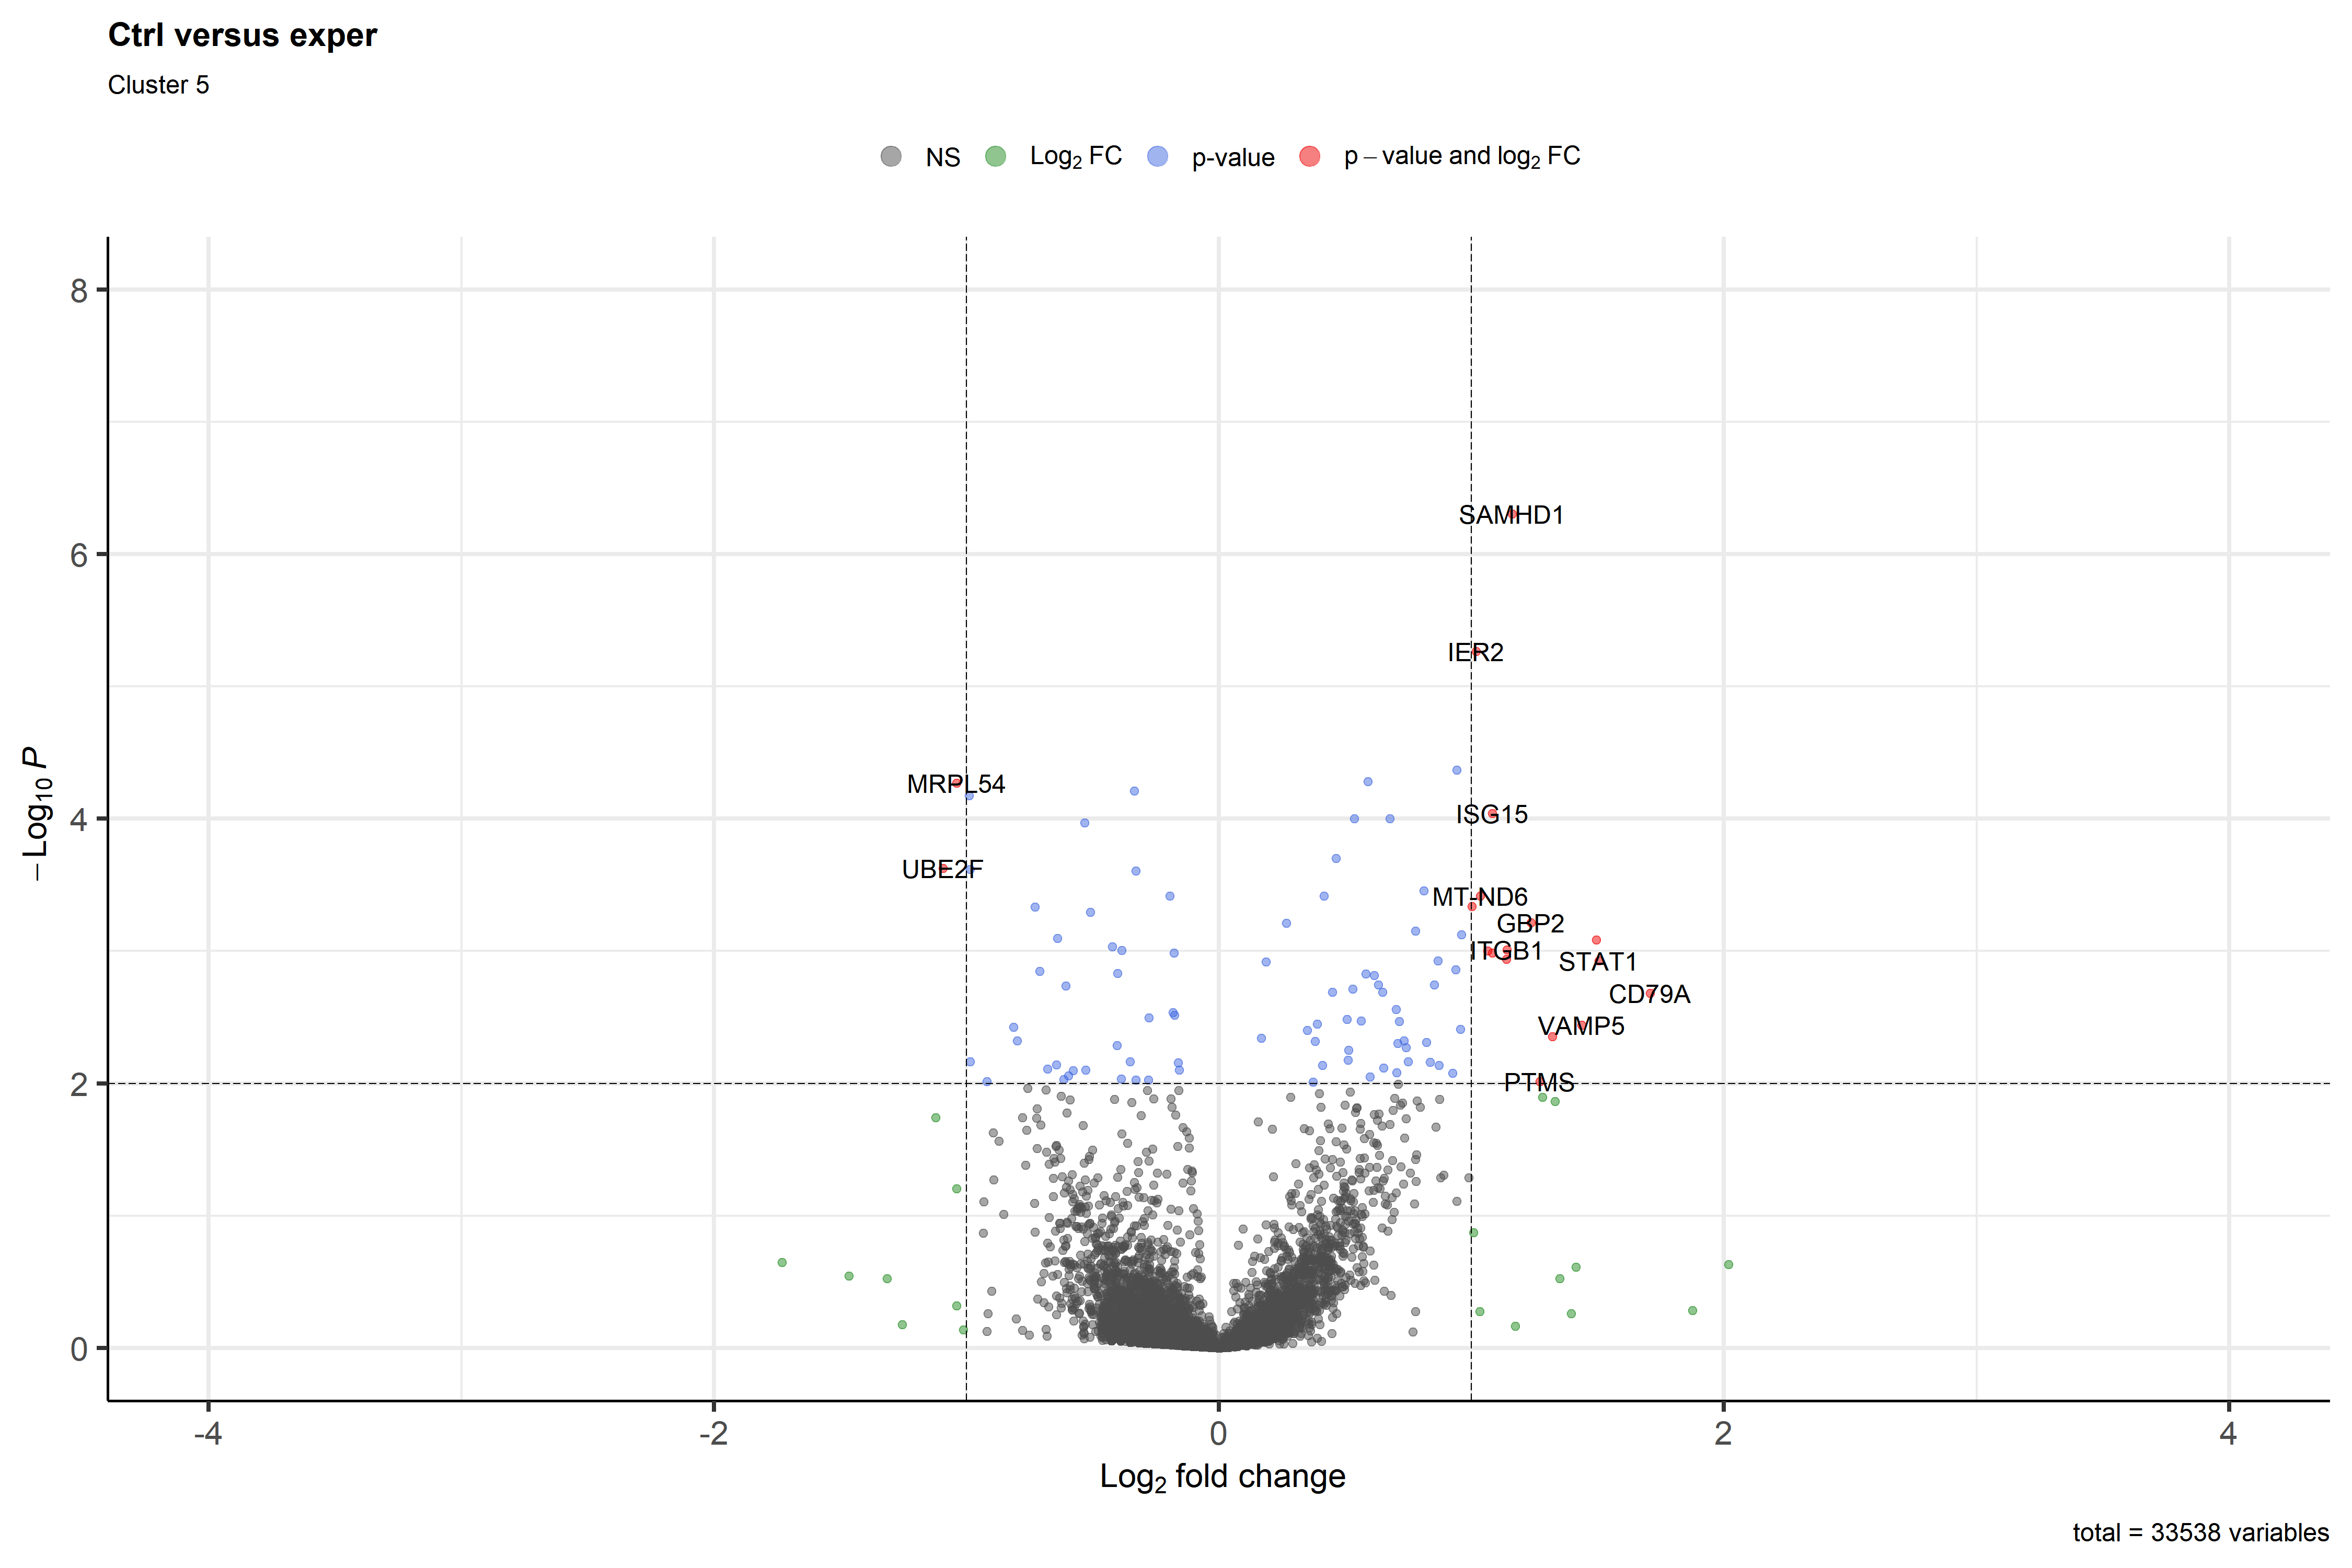 Ctrl versus exper
Cluster 5
NS Log2 FC p-value p – value and log2 FC
8
SAMHD1
6
IER2
MRPL54
4
ISG15
UBE2F
MT-ND6
GBP2
ITGB1
STAT1
CD79A
VAMP5
2
PTMS
0
−Log10 P
-4 -2 0 2 4
Log2 fold change
total = 33538 variables